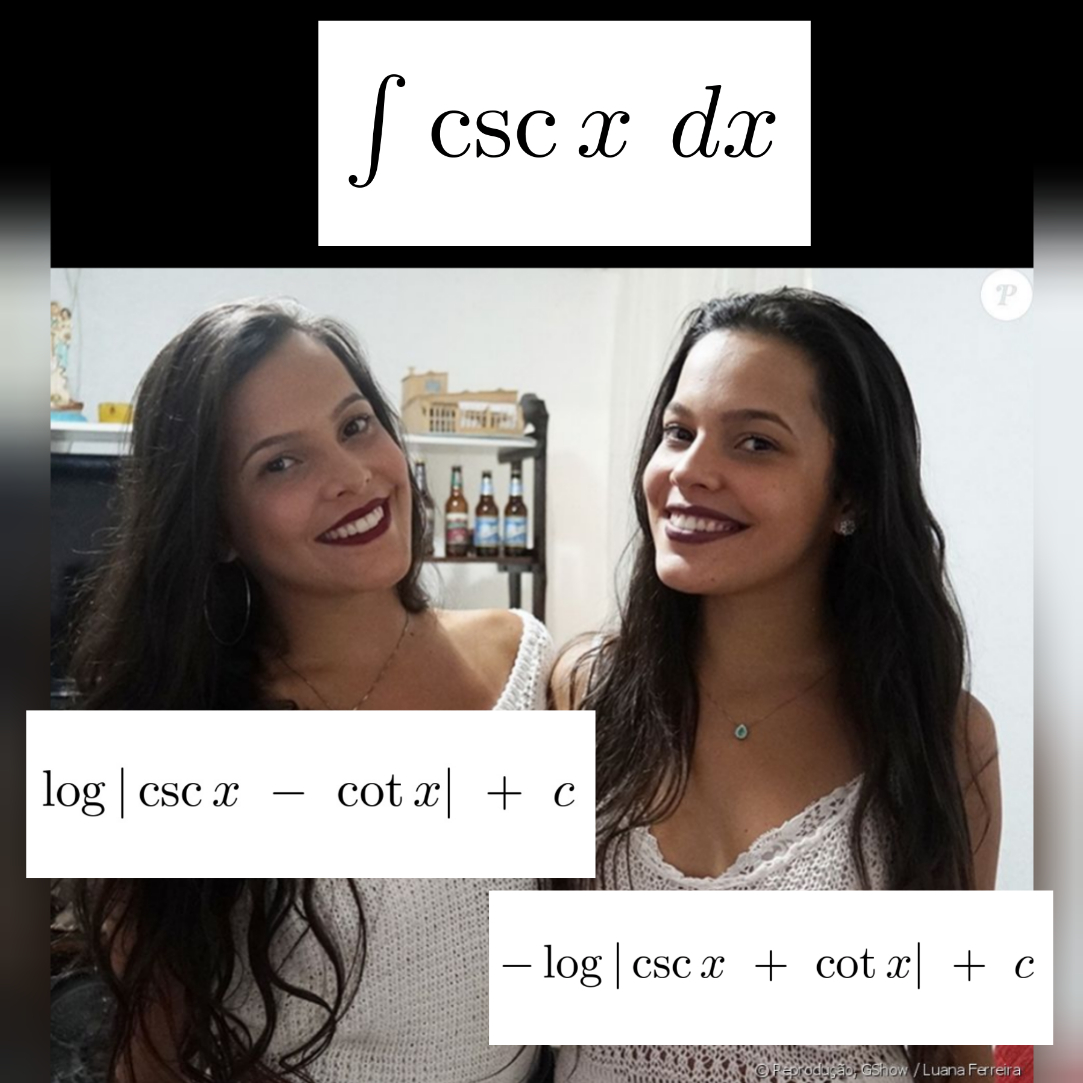 ∫ csc x dx
P
log | csc x − cot x| + c
− log | csc x + cot x| + c
© Reprodução, GShow / Luana Ferreira